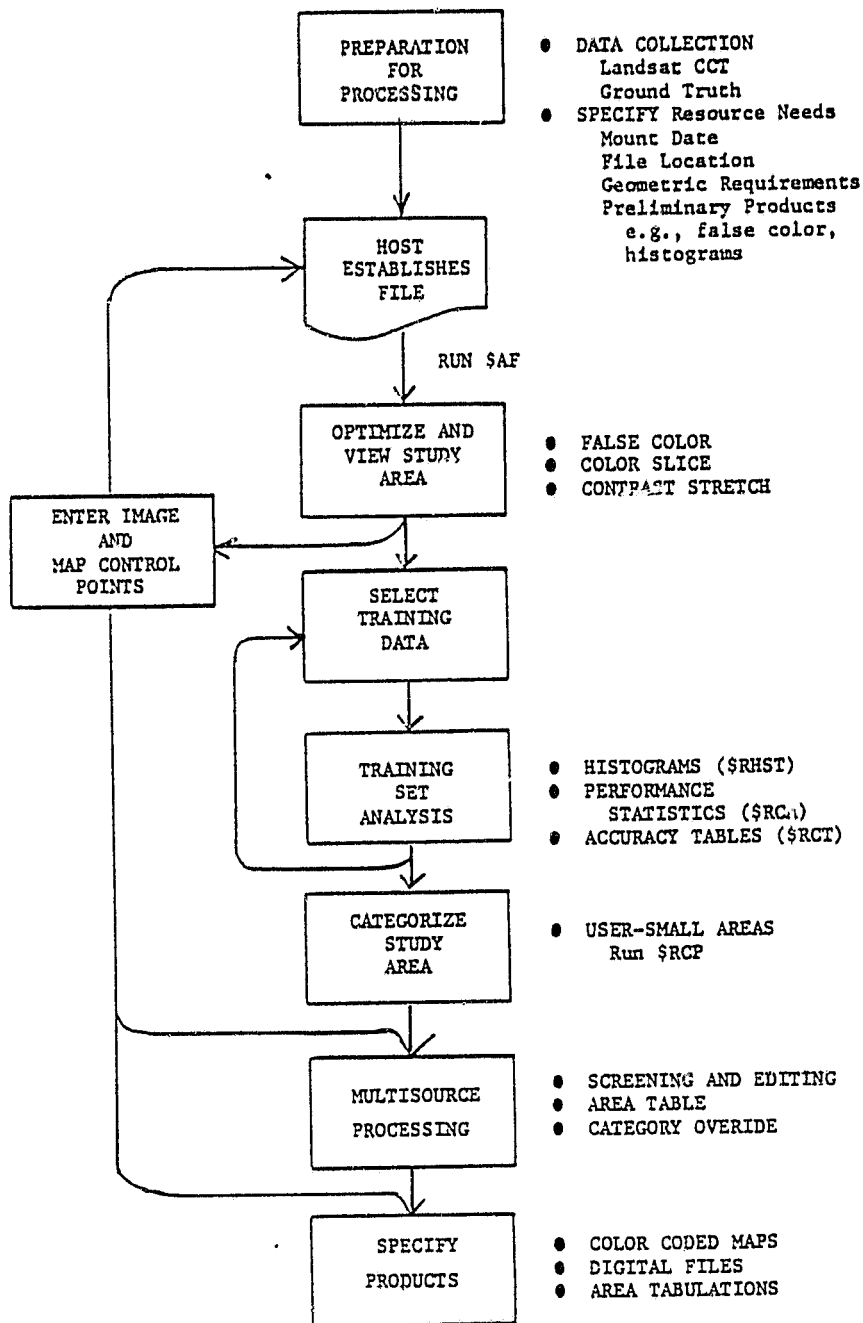 PREPARATION
FOR
PROCESSING
● DATA COLLECTION
Landsat CCT
Ground Truth
● SPECIFY Resource Needs
Mount Date
File Location
Geometric Requirements
Preliminary Products
e.g., false color,
histograms
HOST
ESTABLISHES
FILE
RUN $AF
OPTIMIZE AND
VIEW STUDY
AREA
● FALSE COLOR
● COLOR SLICE
● CONTRAST STRETCH
ENTER IMAGE
AND
MAP CONTROL
POINTS
SELECT
TRAINING
DATA
TRAINING
SET
ANALYSIS
● HISTOGRAMS ($RHST)
● PERFORMANCE
STATISTICS ($RCA)
● ACCURACY TABLES ($RCT)
CATEGORIZE
STUDY
AREA
● USER-SMALL AREAS
Run $RCP
MULTISOURCE
PROCESSING
● SCREENING AND EDITING
● AREA TABLE
● CATEGORY OVERIDE
SPECIFY
PRODUCTS
● COLOR CODED MAPS
● DIGITAL FILES
● AREA TABULATIONS